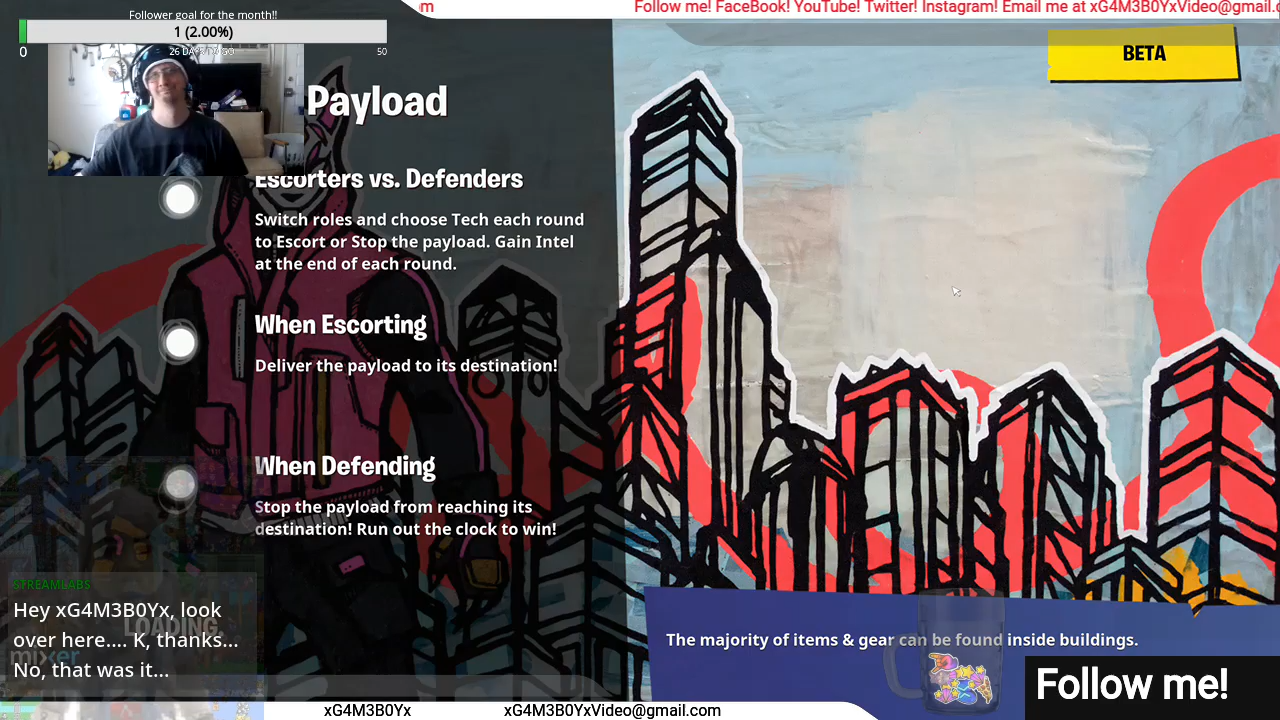 Follower goal for the month!!
1 (2.00%)
0
50
m
Follow me! FaceBook! YouTube! Twitter! Instagram! Email me at xG4M3B0YxVideo@gmail.c
BETA
Payload
Escorters vs. Defenders
Switch roles and choose Tech each round
to Escort or Stop the payload. Gain Intel
at the end of each round.
When Escorting
Deliver the payload to its destination!
When Defending
Stop the payload from reaching its
destination! Run out the clock to win!
STREAMLABS
Hey xG4M3B0Yx, look
over here.... K, thanks...
No, that was it...
LOADING
mixer
The majority of items & gear can be found inside buildings.
Follow me!
xG4M3B0Yx
xG4M3B0YxVideo@gmail.com